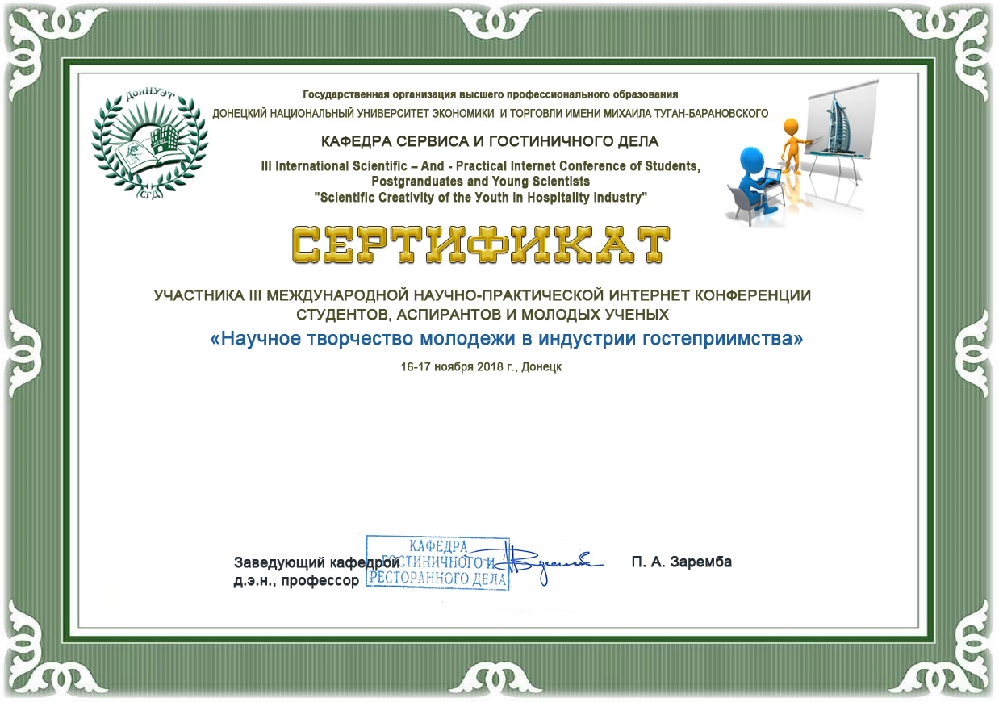 ДонНУЭТ
(СГД)
Государственная организация высшего профессионального образования
ДОНЕЦКИЙ НАЦИОНАЛЬНЫЙ УНИВЕРСИТЕТ ЭКОНОМИКИ И ТОРГОВЛИ ИМЕНИ МИХАИЛА ТУГАН-БАРАНОВСКОГО
КАФЕДРА СЕРВИСА И ГОСТИНИЧНОГО ДЕЛА
III International Scientific – And - Practical Internet Conference of Students,
Postgraduates and Young Scientists
"Scientific Creativity of the Youth in Hospitality Industry"
СЕРТИФИКАТ
УЧАСТНИКА III МЕЖДУНАРОДНОЙ НАУЧНО-ПРАКТИЧЕСКОЙ ИНТЕРНЕТ КОНФЕРЕНЦИИ
СТУДЕНТОВ, АСПИРАНТОВ И МОЛОДЫХ УЧЕНЫХ
«Научное творчество молодежи в индустрии гостеприимства»
16-17 ноября 2018 г., Донецк
Заведующий кафедрой
д.э.н., профессор
КАФЕДРА
ГОСТИНИЧНОГО И
РЕСТОРАННОГО ДЕЛА
П. А. Заремба